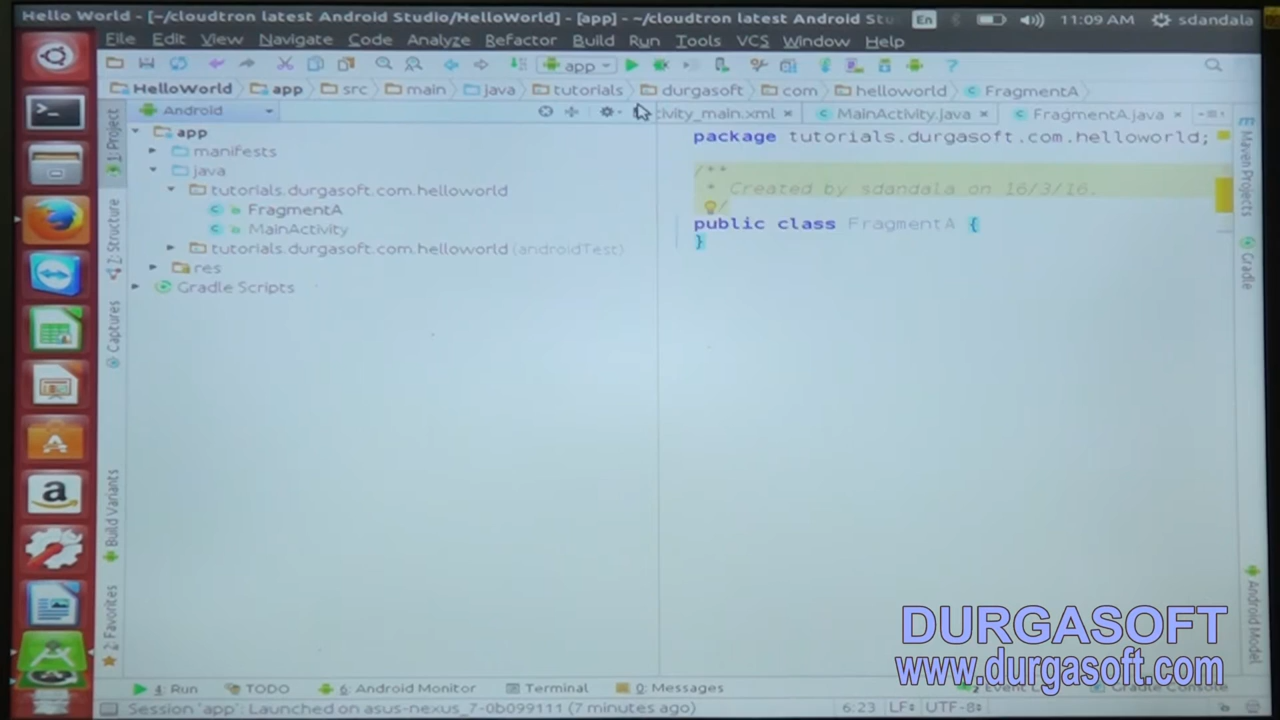 Hello World - [~/cloudtron latest Android Studio/HelloWorld] - [app] - ~/cloudtron latest Android Stu
En
11:09 AM
sdandala
File Edit View Navigate Code Analyze Refactor Build Run Tools VCS Window Help
app
HelloWorld app src main java tutorials durgasoft com helloworld FragmentA
Android
tivity_main.xml
MainActivity.java
FragmentA.java
app
manifests
java
tutorials.durgasoft.com.helloworld
FragmentA
MainActivity
tutorials.durgasoft.com.helloworld (androidTest)
res
Gradle Scripts
package tutorials.durgasoft.com.helloworld;
/**
* Created by sdandala on 16/3/16.
*/
public class FragmentA {
}
1: Project
Z: Structure
Captures
Build Variants
2: Favorites
Maven Projects
Gradle
Android Model
DURGASOFT
www.durgasoft.com
4: Run
TODO
6: Android Monitor
Terminal
0: Messages
Gradle Console
Session 'app': Launched on asus-nexus_7-0b099111 (7 minutes ago)
6:23
LF÷
UTF-8÷